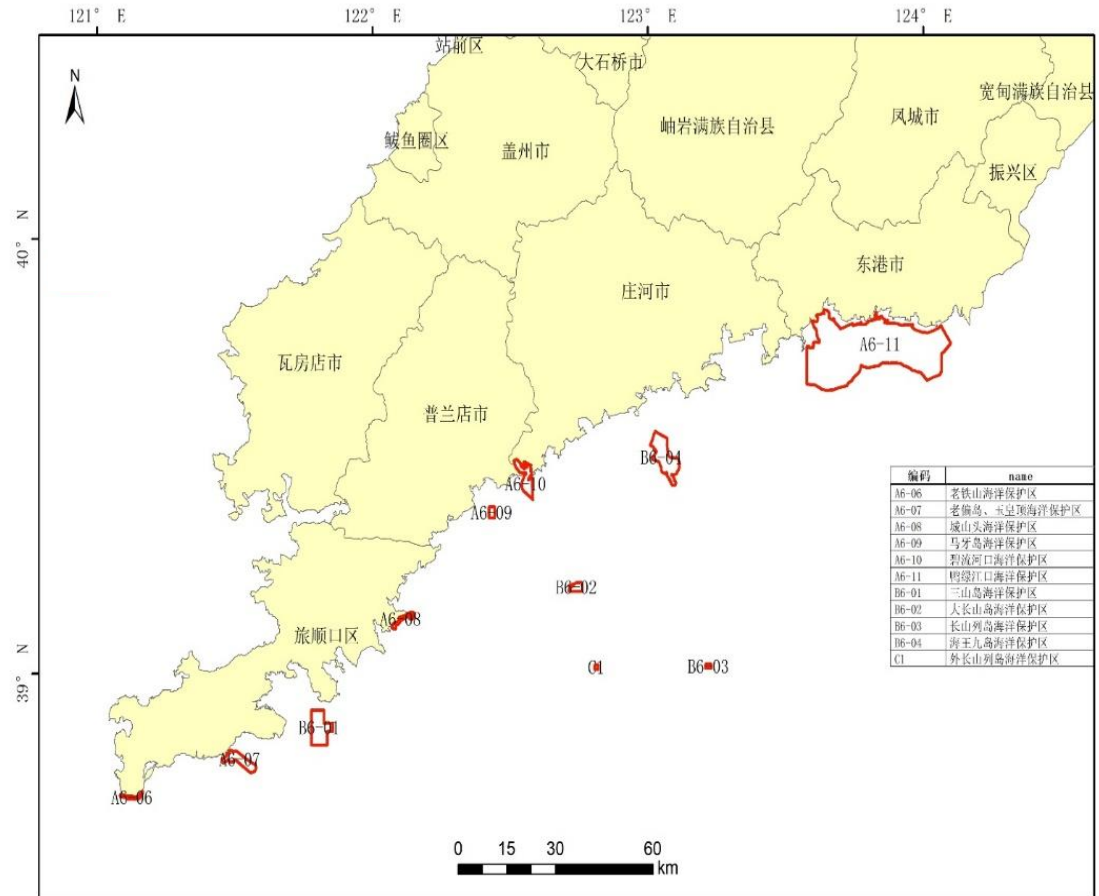 121° E
122° E
123° E
124° E
站前区
大石桥市
宽甸满族自治县
N
岫岩满族自治县
凤城市
鲅鱼圈区
盖州市
振兴区
40° N
东港市
庄河市
A6-11
瓦房店市
普兰店市
B6-04
A6-10
A6-09
B6-02
A6-08
旅顺口区
39° N
C1
B6-03
B6-01
A6-07
A6-06
编码 name
A6-06 老铁山海洋保护区
A6-07 老偏岛、玉皇顶海洋保护区
A6-08 城山头海洋保护区
A6-09 马牙岛海洋保护区
A6-10 碧流河口海洋保护区
A6-11 鸭绿江口海洋保护区
B6-01 三山岛海洋保护区
B6-02 大长山岛海洋保护区
B6-03 长山列岛海洋保护区
B6-04 海王九岛海洋保护区
C1 外长山列岛海洋保护区
0 15 30 60
km